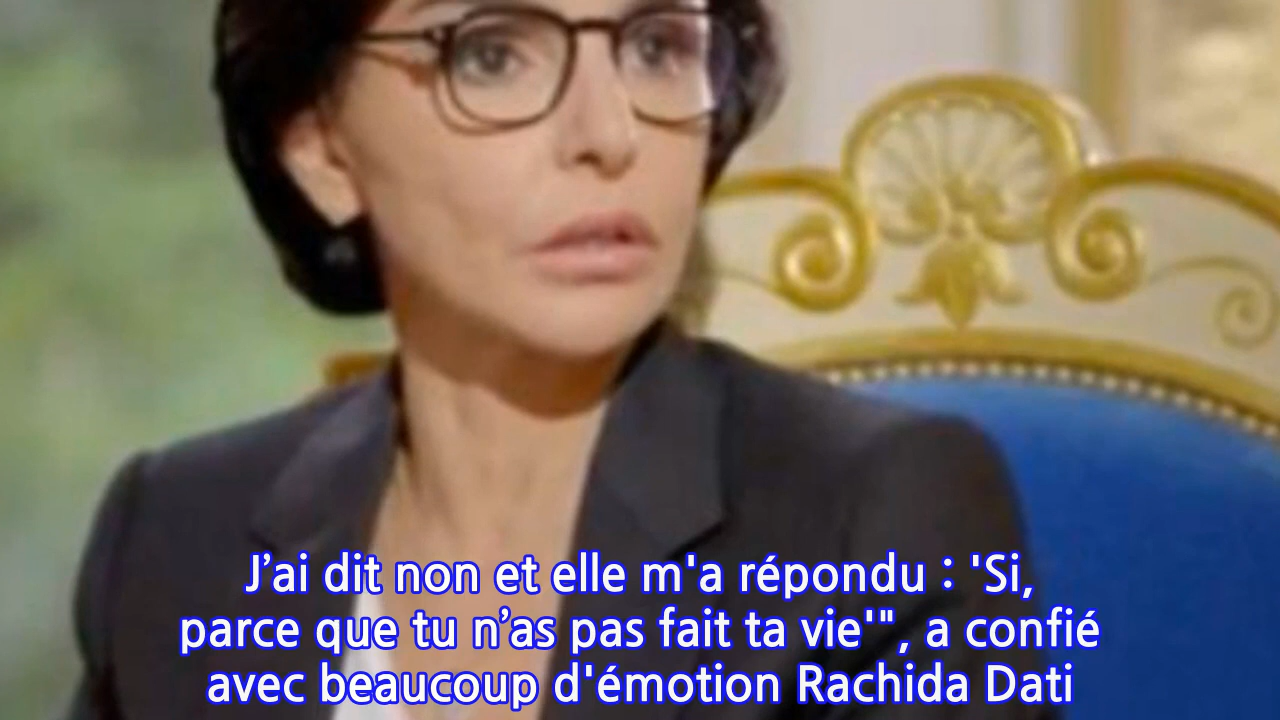 J’ai dit non et elle m'a répondu : 'Si,
parce que tu n’as pas fait ta vie'", a confié
avec beaucoup d'émotion Rachida Dati